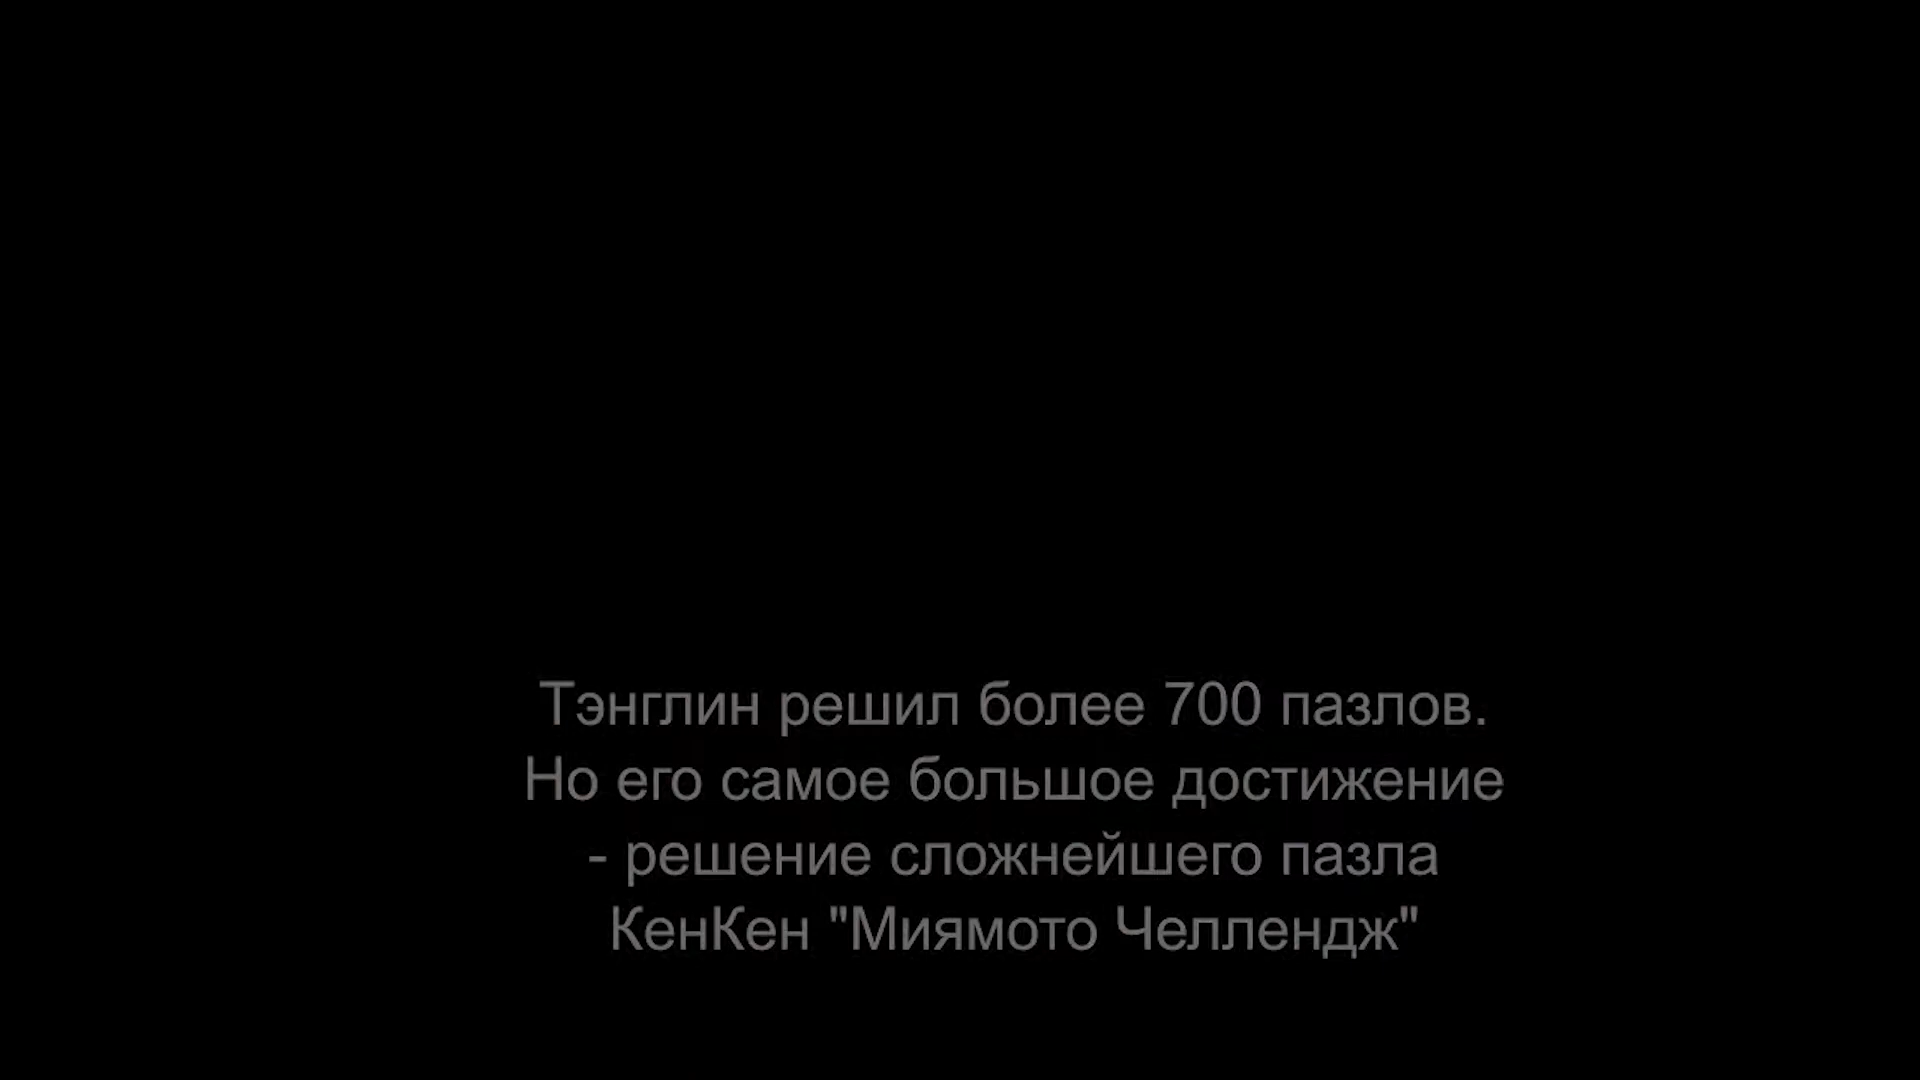 Тэнглин решил более 700 пазлов.
Но его самое большое достижение
- решение сложнейшего пазла
КенКен "Миямото Челлендж"